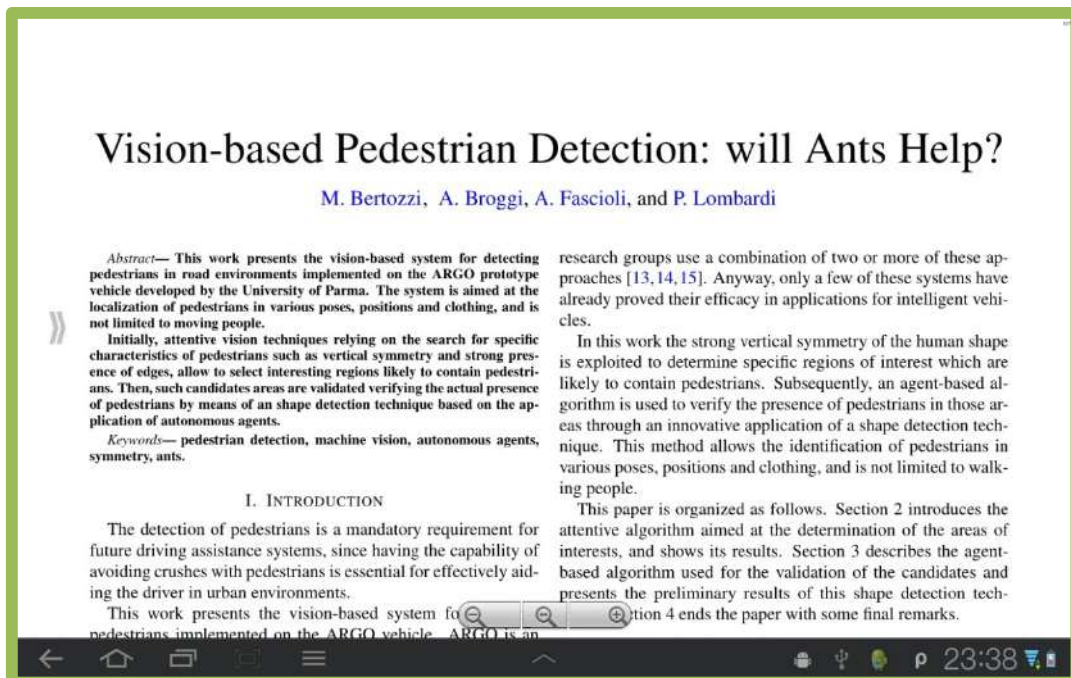 Vision-based Pedestrian Detection: will Ants Help?
M. Bertozzi, A. Broggi, A. Fascioli, and P. Lombardi
Abstract— This work presents the vision-based system for detecting
pedestrians in road environments implemented on the ARGO prototype
vehicle developed by the University of Parma. The system is aimed at the
localization of pedestrians in various poses, positions and clothing, and is
not limited to moving people.
Initially, attentive vision techniques relying on the search for specific
characteristics of pedestrians such as vertical symmetry and strong pres-
ence of edges, allow to select interesting regions likely to contain pedestri-
ans. Then, such candidates areas are validated verifying the actual presence
of pedestrians by means of an shape detection technique based on the ap-
plication of autonomous agents.
Keywords— pedestrian detection, machine vision, autonomous agents,
symmetry, ants.
I. INTRODUCTION
The detection of pedestrians is a mandatory requirement for
future driving assistance systems, since having the capability of
avoiding crushes with pedestrians is essential for effectively aid-
ing the driver in urban environments.
This work presents the vision-based system fo
pedestrians implemented on the ARGO vehicle. ARGO is an
research groups use a combination of two or more of these ap-
proaches [13,14,15]. Anyway, only a few of these systems have
already proved their efficacy in applications for intelligent vehi-
cles.
In this work the strong vertical symmetry of the human shape
is exploited to determine specific regions of interest which are
likely to contain pedestrians. Subsequently, an agent-based al-
gorithm is used to verify the presence of pedestrians in those ar-
eas through an innovative application of a shape detection tech-
nique. This method allows the identification of pedestrians in
various poses, positions and clothing, and is not limited to walk-
ing people.
This paper is organized as follows. Section 2 introduces the
attentive algorithm aimed at the determination of the areas of
interests, and shows its results. Section 3 describes the agent-
based algorithm used for the validation of the candidates and
presents the preliminary results of this shape detection tech-
ction 4 ends the paper with some final remarks.
23:38